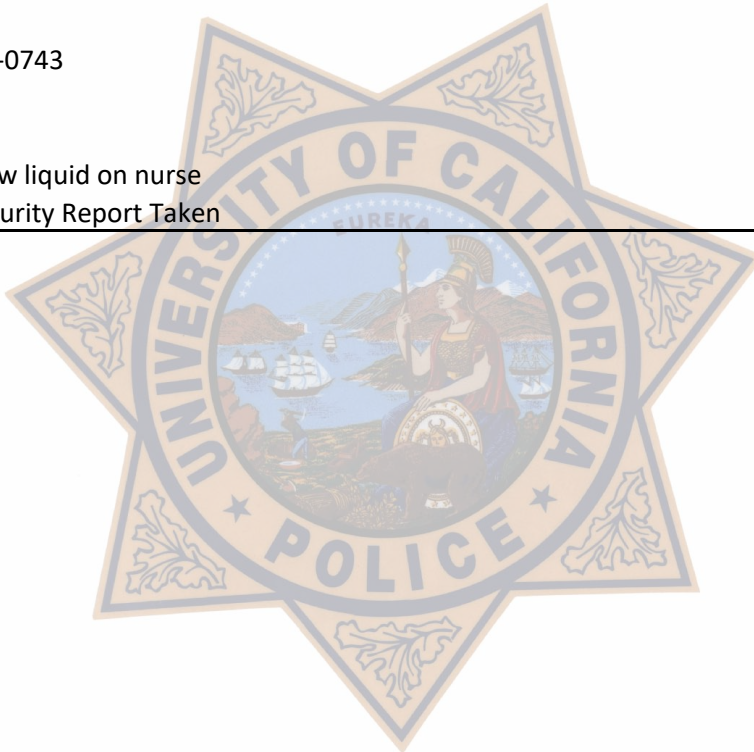 -0743
w liquid on nurse
urity Report Taken
UNIVERSITY OF CALIFORNIA
EUREKA
POLICE